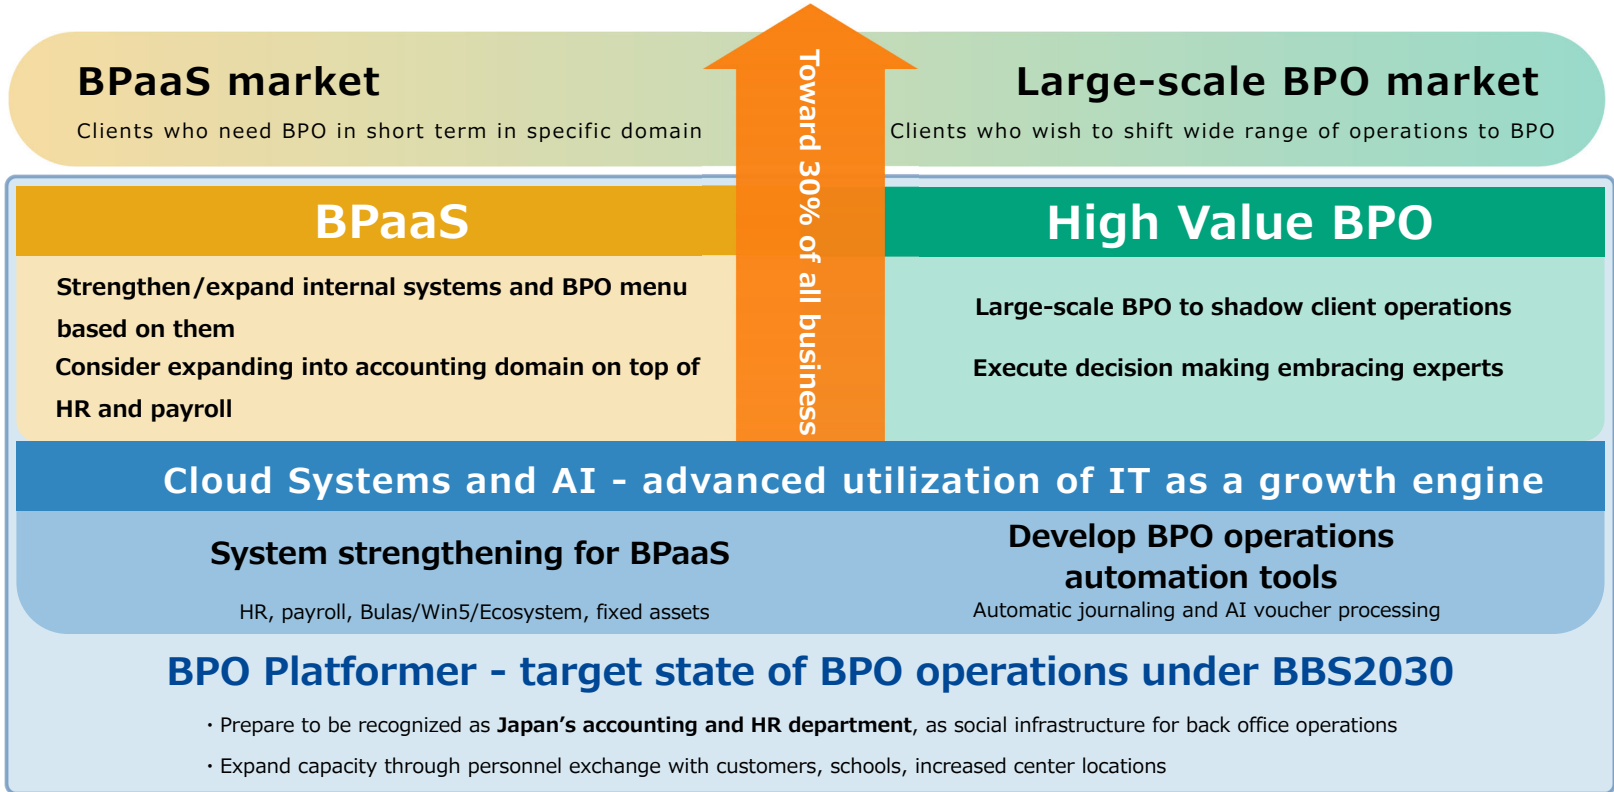 BPaaS market
Clients who need BPO in short term in specific domain
Large-scale BPO market
Clients who wish to shift wide range of operations to BPO
Toward 30% of all business
BPaaS
Strengthen/expand internal systems and BPO menu
based on them
Consider expanding into accounting domain on top of
HR and payroll
High Value BPO
Large-scale BPO to shadow client operations
Execute decision making embracing experts
Cloud Systems and AI - advanced utilization of IT as a growth engine
System strengthening for BPaaS
HR, payroll, Bulas/Win5/Ecosystem, fixed assets
Develop BPO operations
automation tools
Automatic journaling and AI voucher processing
BPO Platformer - target state of BPO operations under BBS2030
・Prepare to be recognized as Japan’s accounting and HR department, as social infrastructure for back office operations
・Expand capacity through personnel exchange with customers, schools, increased center locations